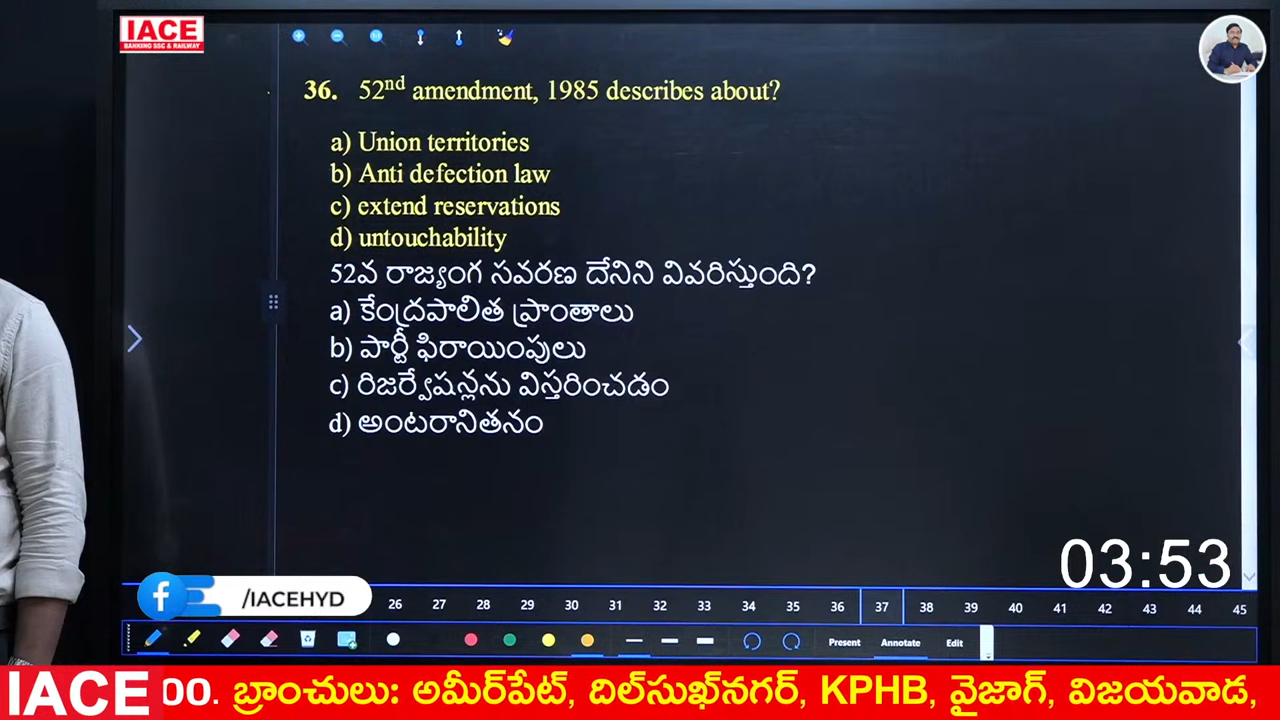 IACE
BANKING SSC & RAILWAY
36. 52nd amendment, 1985 describes about?
a) Union territories
b) Anti defection law
c) extend reservations
d) untouchability
52వ రాజ్యంగ సవరణ దేనిని వివరిస్తుంది?
a) కేంద్రపాలిత ప్రాంతాలు
b) పార్టీ ఫిరాయింపులు
c) రిజర్వేషన్లను విస్తరించడం
d) అంటరానితనం
03:53
/IACEHYD
26 27 28 29 30 31 32 33 34 35 36 37 38 39 40 41 42 43 44 45
Present Annotate Edit
IACE 00. బ్రాంచులు: అమీర్‌పేట్, దిల్‌సుఖ్‌నగర్, KPHB, వైజాగ్, విజయవాడ,